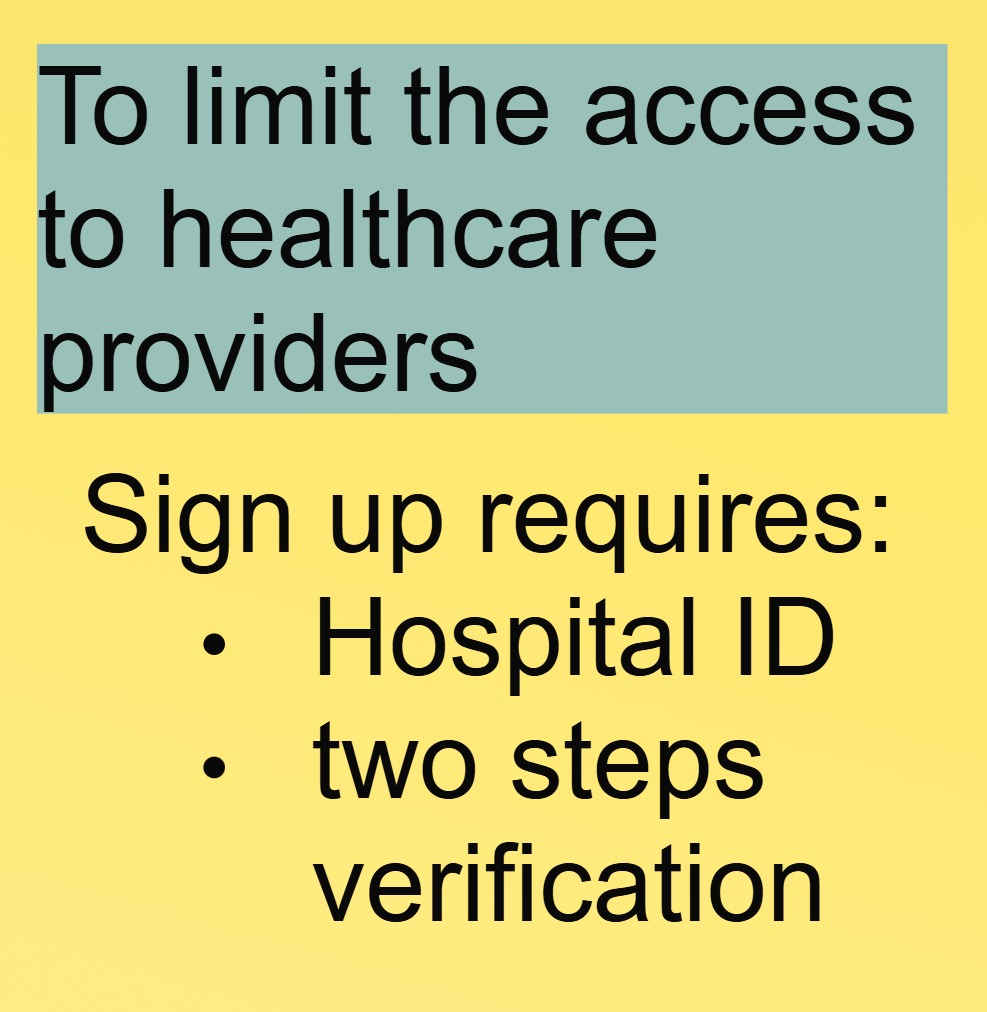 To limit the access
to healthcare
providers
Sign up requires:
• Hospital ID
• two steps
verification